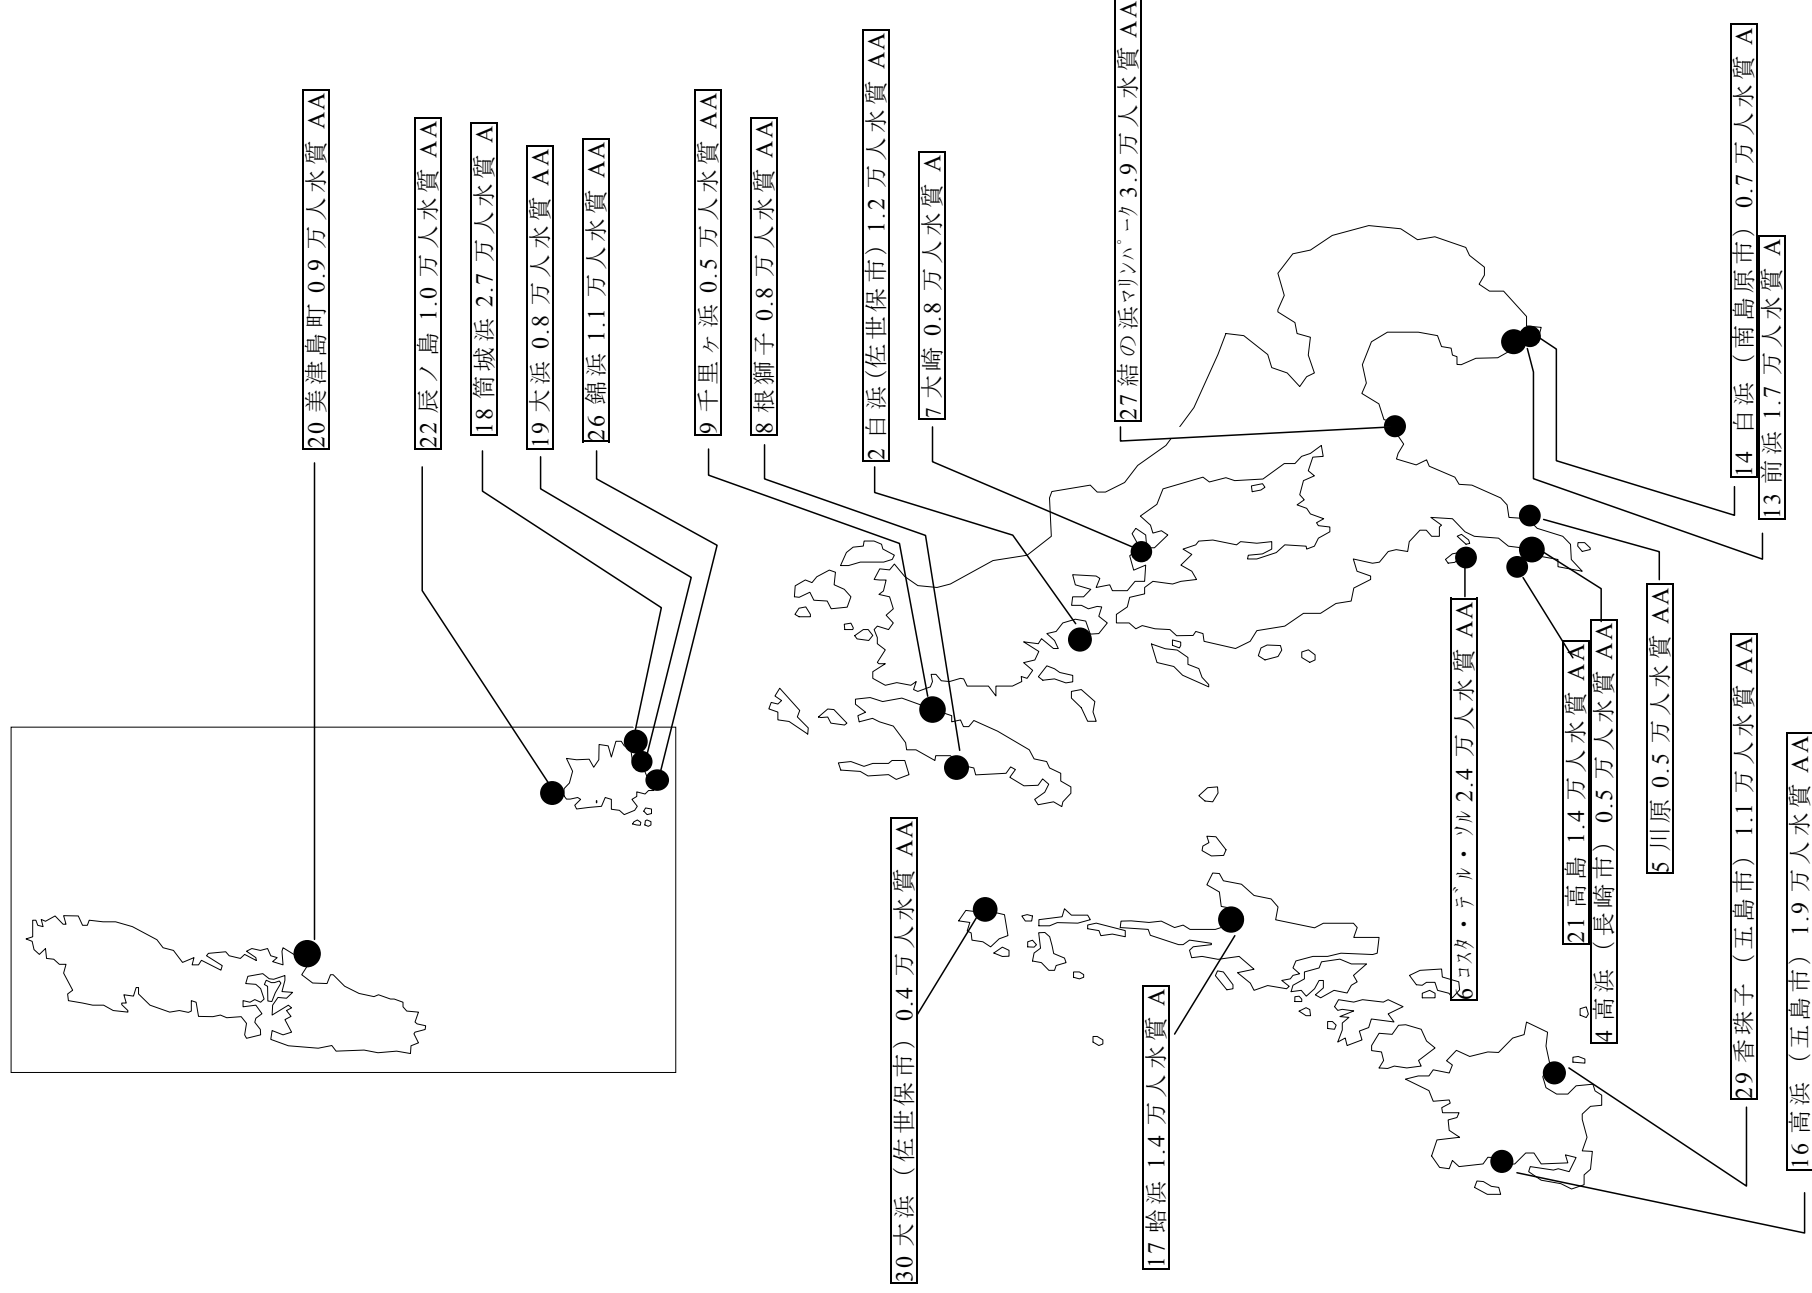 20 美津島町 0.9 万人水質 AA
22 辰ノ島 1.0 万人水質 AA
18 筒城浜 2.7 万人水質 A
19 大浜 0.8 万人水質 AA
26 錦浜 1.1 万人水質 AA
9 千里ヶ浜 0.5 万人水質 AA
8 根獅子 0.8 万人水質 AA
2 白浜(佐世保市) 1.2 万人水質 AA
7 大崎 0.8 万人水質 A
27 結の浜ﾏﾘﾝﾊﾟｰｸ 3.9 万人水質 AA
14 白浜（南島原市）0.7 万人水質 A
13 前浜 1.7 万人水質 A
6 ｺｽﾀ・ﾃﾞﾙ・ｿﾙ 2.4 万人水質 AA
21 高島 1.4 万人水質 AA
4 高浜（長崎市）0.5 万人水質 AA
5 川原 0.5 万人水質 AA
30 大浜（佐世保市）0.4 万人水質 AA
17 蛤浜 1.4 万人水質 A
29 香珠子（五島市）1.1 万人水質 AA
16 高浜（五島市）1.9 万人水質 AA